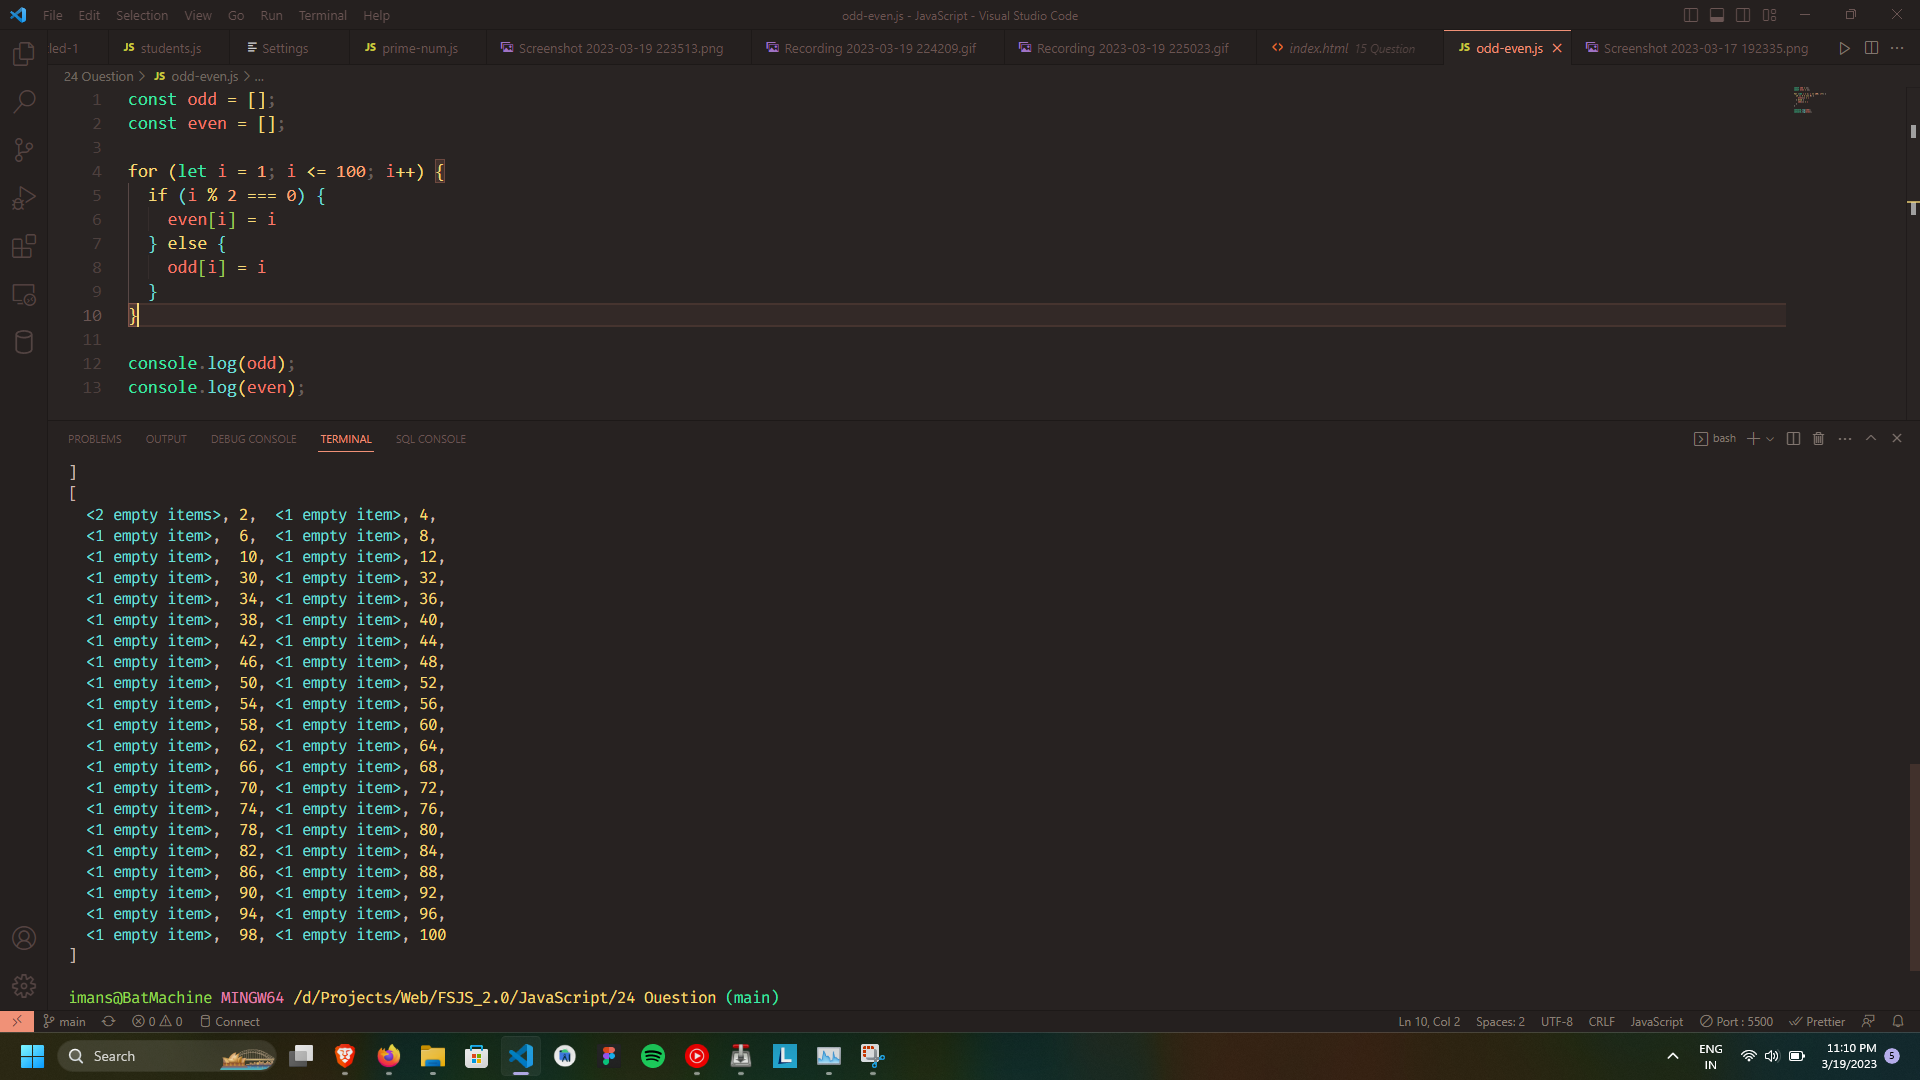 File Edit Selection View Go Run Terminal Help
odd-even.js - JavaScript - Visual Studio Code
led-1
JS students.js
Settings
JS prime-num.js
Screenshot 2023-03-19 223513.png
Recording 2023-03-19 224209.gif
Recording 2023-03-19 225023.gif
<> index.html 15 Question
JS odd-even.js
Screenshot 2023-03-17 192335.png
24 Ouestion > JS odd-even.js > ...
1 const odd = [];
2 const even = [];
3
4 for (let i = 1; i <= 100; i++) {
5 if (i % 2 === 0) {
6 even[i] = i
7 } else {
8 odd[i] = i
9 }
10 }
11
12 console.log(odd);
13 console.log(even);
PROBLEMS OUTPUT DEBUG CONSOLE TERMINAL SQL CONSOLE
bash
]
[
<2 empty items>, 2, <1 empty item>, 4,
<1 empty item>, 6, <1 empty item>, 8,
<1 empty item>, 10, <1 empty item>, 12,
<1 empty item>, 30, <1 empty item>, 32,
<1 empty item>, 34, <1 empty item>, 36,
<1 empty item>, 38, <1 empty item>, 40,
<1 empty item>, 42, <1 empty item>, 44,
<1 empty item>, 46, <1 empty item>, 48,
<1 empty item>, 50, <1 empty item>, 52,
<1 empty item>, 54, <1 empty item>, 56,
<1 empty item>, 58, <1 empty item>, 60,
<1 empty item>, 62, <1 empty item>, 64,
<1 empty item>, 66, <1 empty item>, 68,
<1 empty item>, 70, <1 empty item>, 72,
<1 empty item>, 74, <1 empty item>, 76,
<1 empty item>, 78, <1 empty item>, 80,
<1 empty item>, 82, <1 empty item>, 84,
<1 empty item>, 86, <1 empty item>, 88,
<1 empty item>, 90, <1 empty item>, 92,
<1 empty item>, 94, <1 empty item>, 96,
<1 empty item>, 98, <1 empty item>, 100
]
imans@BatMachine MINGW64 /d/Projects/Web/FSJS_2.0/JavaScript/24 Ouestion (main)
main
0 0
Connect
Ln 10, Col 2 Spaces: 2 UTF-8 CRLF JavaScript Port : 5500 Prettier
Search
ENG
IN
11:10 PM
3/19/2023
5